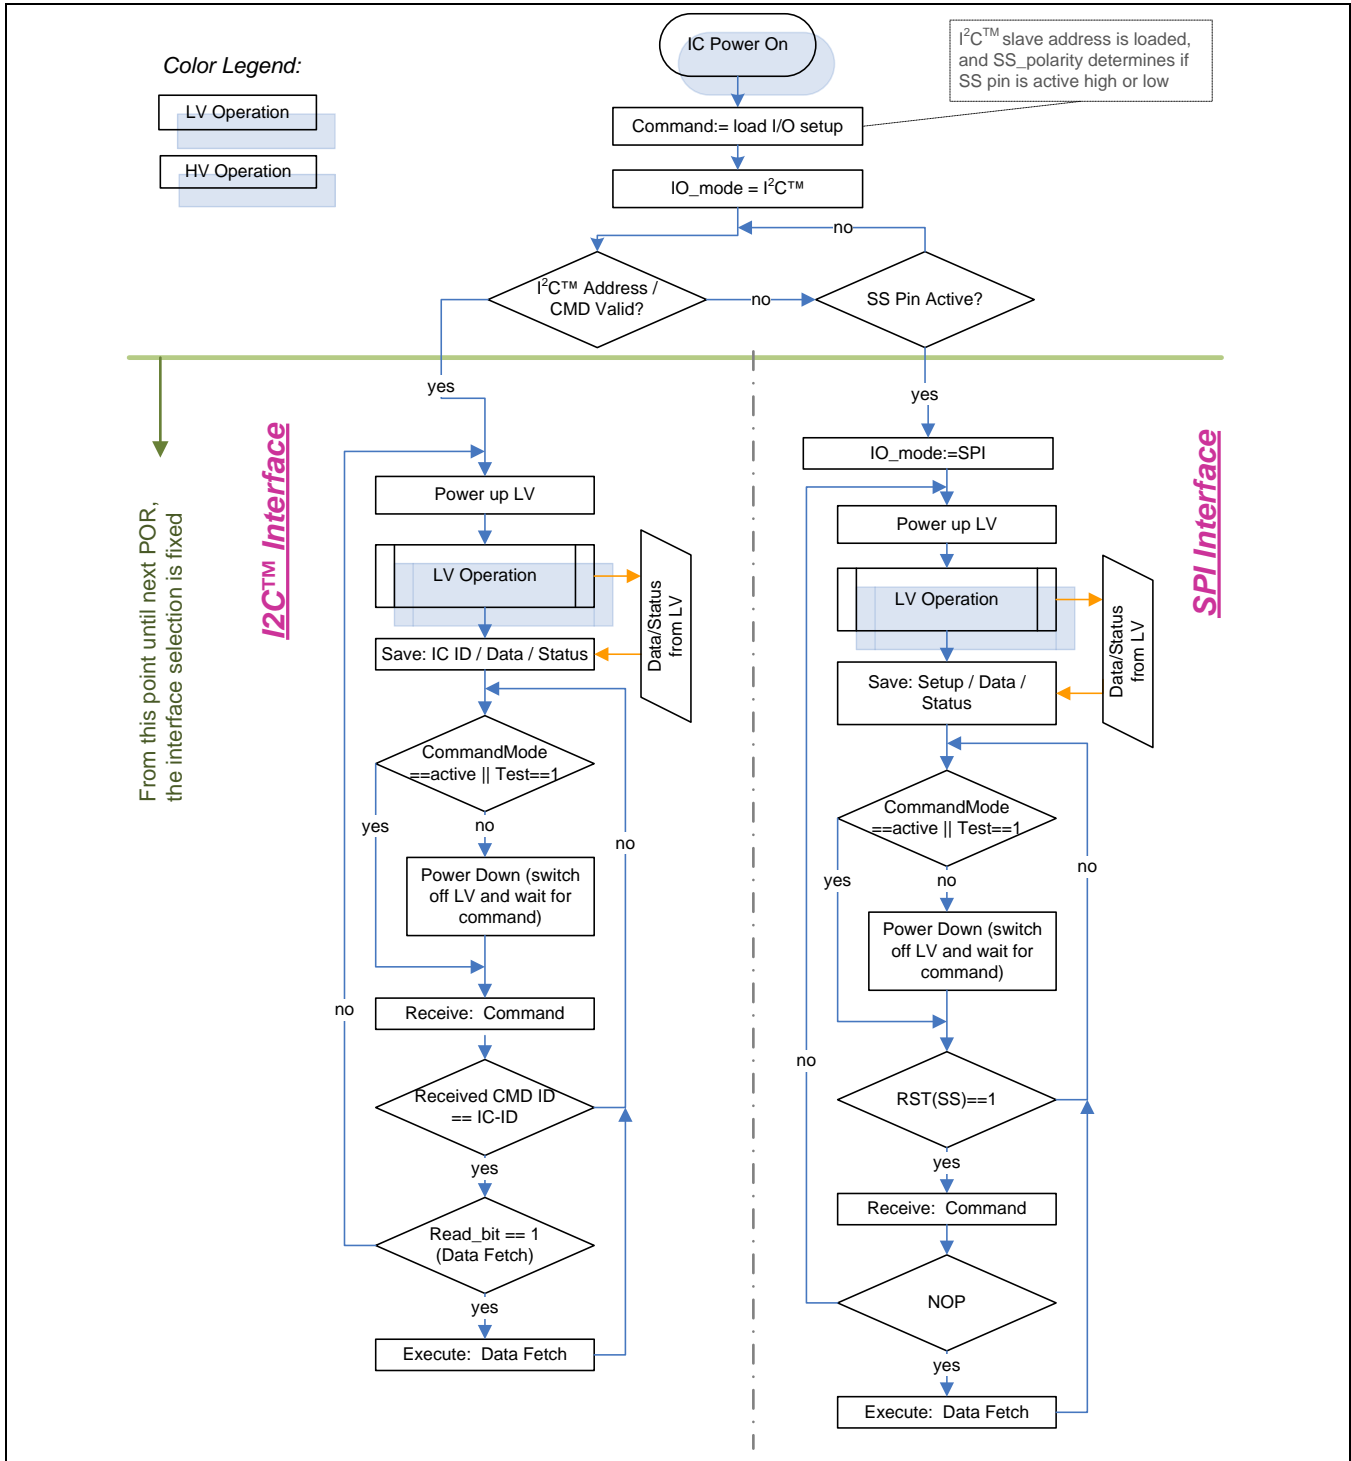 IC Power On
I²C™ slave address is loaded,
and SS_polarity determines if
SS pin is active high or low
Color Legend:
LV Operation
HV Operation
Command:= load I/O setup
IO_mode = I²C™
no
I²C™ Address /
CMD Valid?
no
SS Pin Active?
yes
yes
From this point until next POR,
the interface selection is fixed
I2C™ Interface
Power up LV
LV Operation
Data/Status
from LV
Save: IC ID / Data / Status
CommandMode
==active || Test==1
yes
no
no
Power Down (switch
off LV and wait for
command)
no
Receive: Command
Received CMD ID
== IC-ID
yes
Read_bit == 1
(Data Fetch)
yes
Execute: Data Fetch
SPI Interface
IO_mode:=SPI
Power up LV
LV Operation
Data/Status
from LV
Save: Setup / Data /
Status
CommandMode
==active || Test==1
yes
no
no
Power Down (switch
off LV and wait for
command)
no
RST(SS)==1
yes
Receive: Command
NOP
yes
Execute: Data Fetch